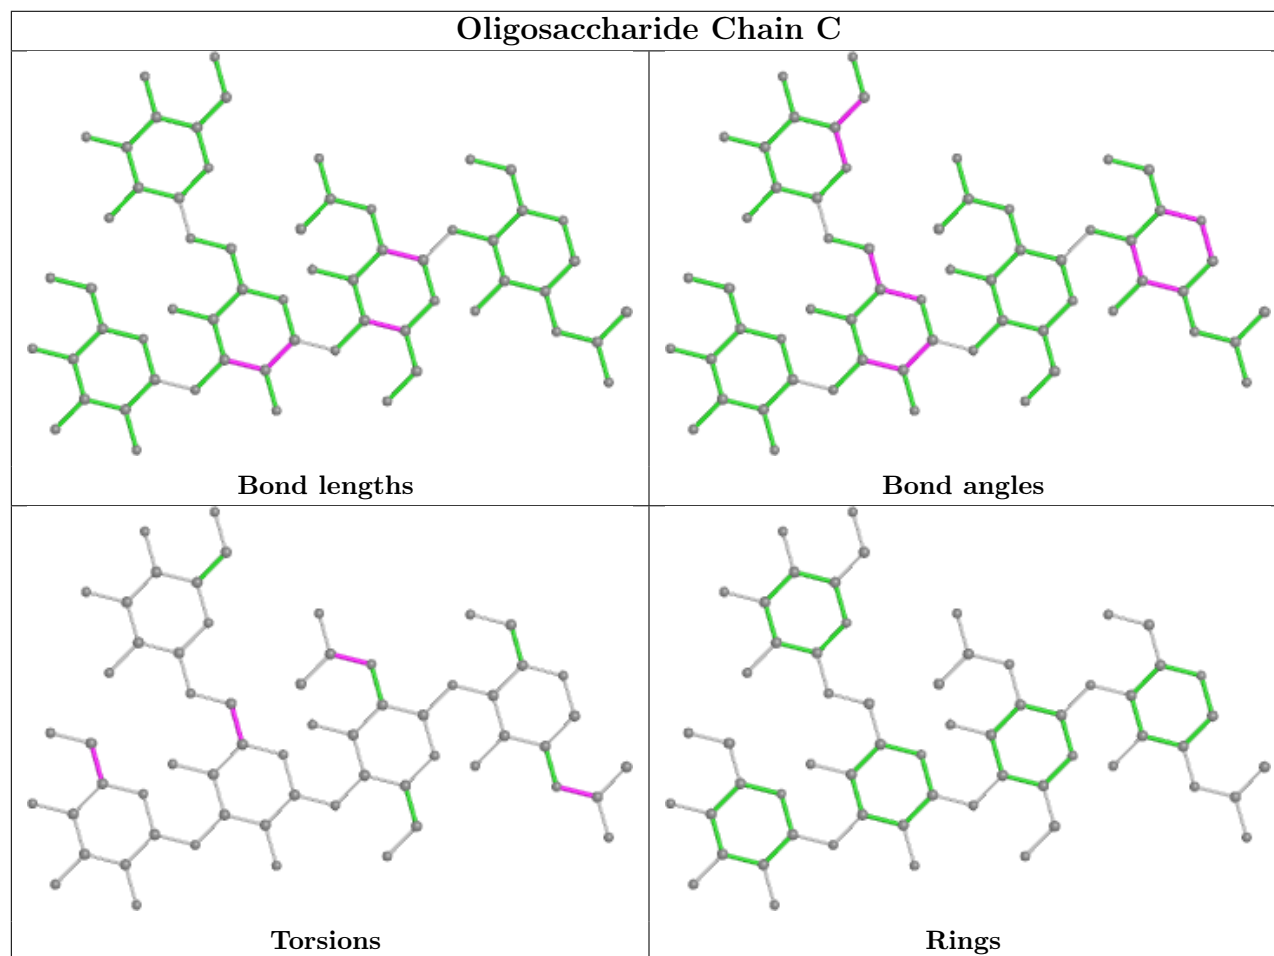 Oligosaccharide Chain C
Bond lengths
Bond angles
Torsions
Rings